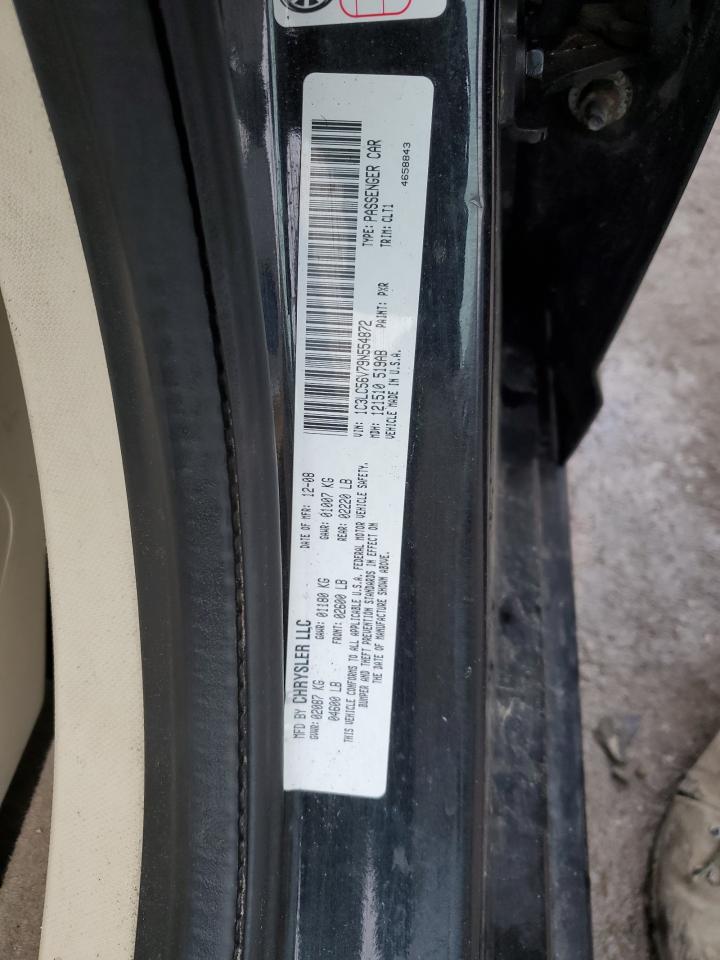 MFD BY CHRYSLER LLC
DATE OF MFR: 12-08
GVWR: 02087 KG
GAWR: 01180 KG
GAWR: 01007 KG
04600 LB
FRONT: 02600 LB
REAR: 02220 LB
THIS VEHICLE CONFORMS TO ALL APPLICABLE U.S.A. FEDERAL MOTOR VEHICLE SAFETY,
BUMPER AND THEFT PREVENTION STANDARDS IN EFFECT ON
THE DATE OF MANUFACTURE SHOWN ABOVE.
VIN: 1C3LC56V79N554872
TYPE: PASSENGER CAR
MDH: 121510 519AB
PAINT: PXR
TRIM: CLT1
VEHICLE MADE IN U.S.A.
4658843